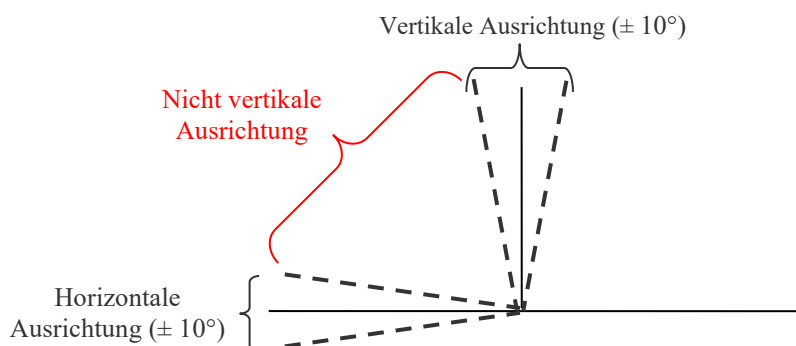 Vertikale Ausrichtung (± 10°)
Nicht vertikale
Ausrichtung
Horizontale
Ausrichtung (± 10°)